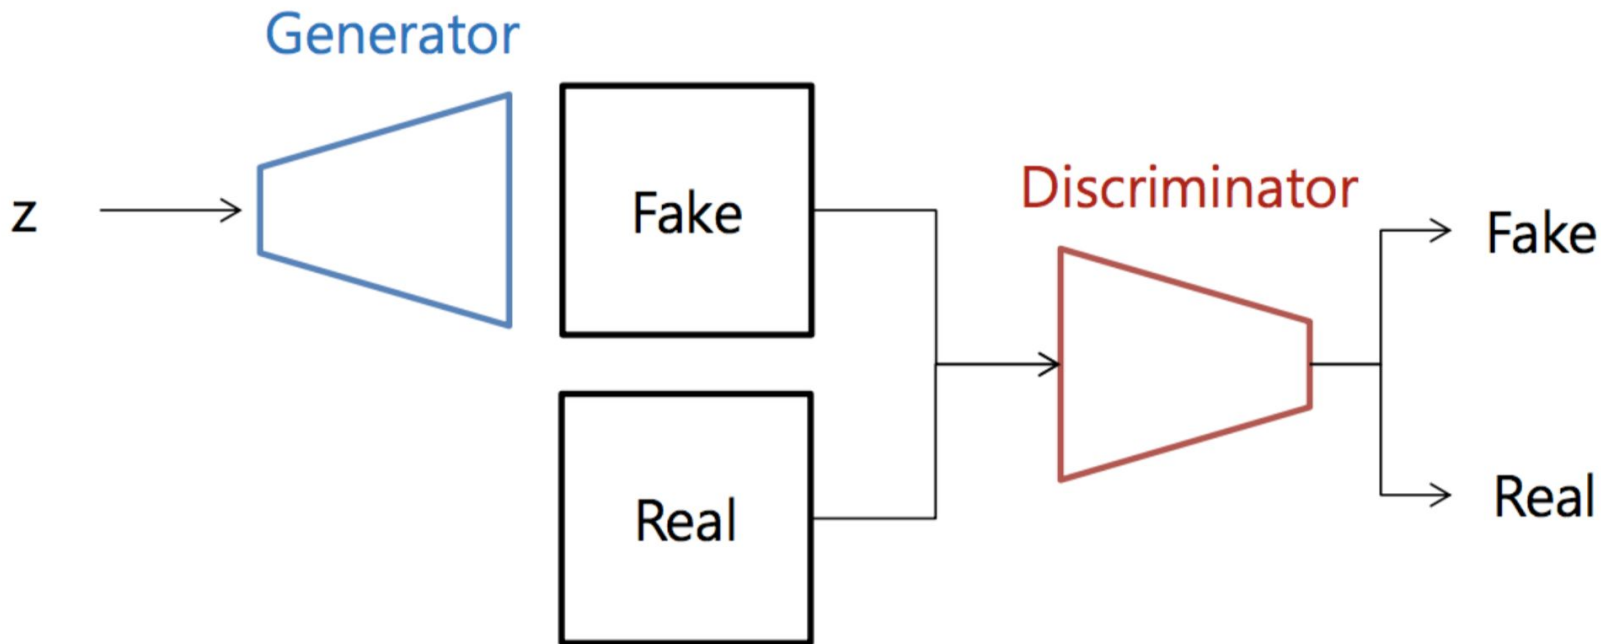 Generator
z
Fake
Discriminator
Fake
Real
Real